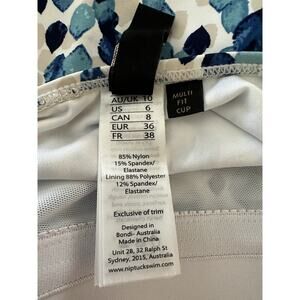 AU/UK 10
US 6
CAN 8
EUR 36
FR 38
85% Nylon
15% Spandex/
Elastane
Lining 88% Polyester
12% Spandex/
Elastane
Exclusive of trim
Designed in
Bondi- Australia
Made in China
Unit 2B, 32 Ralph St
Sydney, 2015, Australia
www.niptuckswim.com
MULTI
FIT
CUP